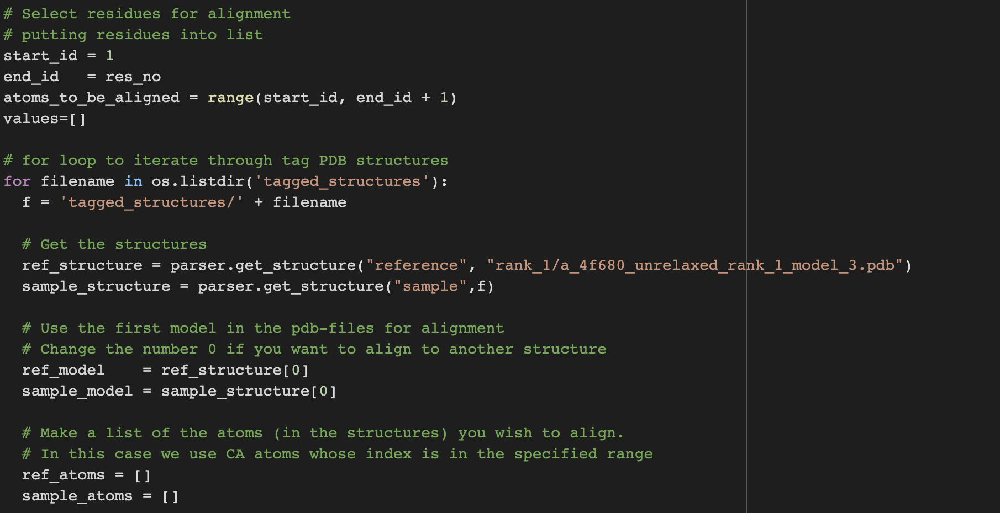 # Select residues for alignment
# putting residues into list
start_id = 1
end_id   = res_no
atoms_to_be_aligned = range(start_id, end_id + 1)
values=[]

# for loop to iterate through tag PDB structures
for filename in os.listdir('tagged_structures'):
  f = 'tagged_structures/' + filename

  # Get the structures
  ref_structure = parser.get_structure("reference", "rank_1/a_4f680_unrelaxed_rank_1_model_3.pdb")
  sample_structure = parser.get_structure("sample",f)

  # Use the first model in the pdb-files for alignment
  # Change the number 0 if you want to align to another structure
  ref_model    = ref_structure[0]
  sample_model = sample_structure[0]

  # Make a list of the atoms (in the structures) you wish to align.
  # In this case we use CA atoms whose index is in the specified range
  ref_atoms = []
  sample_atoms = []